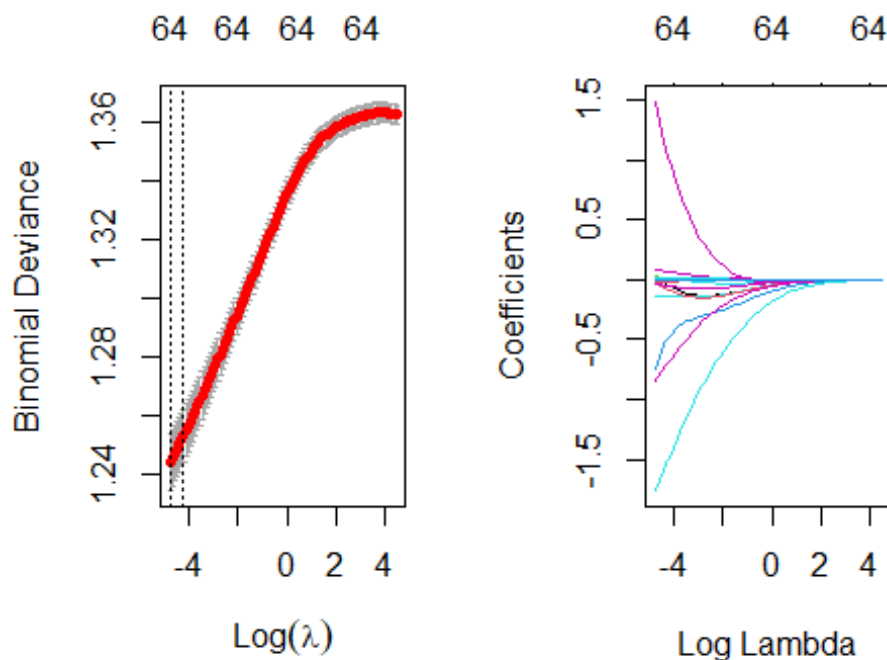 64 64 64 64
Binomial Deviance
1.24 1.28 1.32 1.36
-4 0 2 4
Log(λ)
64 64 64
Coefficients
-1.5 -0.5 0.5 1.5
-4 0 2 4
Log Lambda